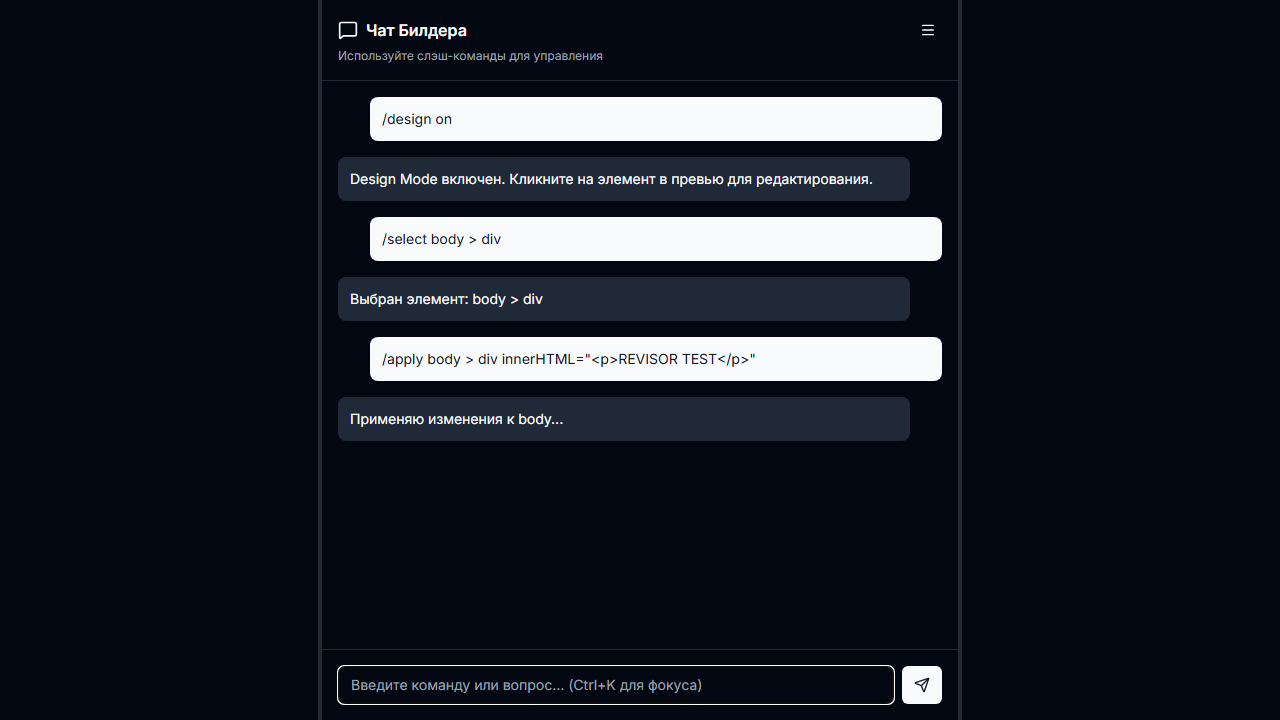 Чат Билдера
Используйте слэш-команды для управления
/design on
Design Mode включен. Кликните на элемент в превью для редактирования.
/select body > div
Выбран элемент: body > div
/apply body > div innerHTML="<p>REVISOR TEST</p>"
Применяю изменения к body...
Введите команду или вопрос... (Ctrl+K для фокуса)